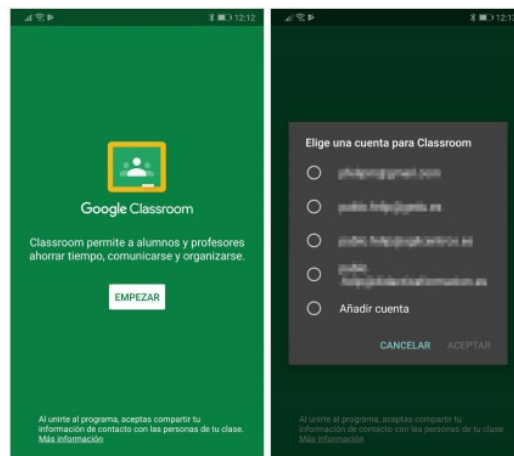 12:12
Google Classroom
Classroom permite a alumnos y profesores
ahorrar tiempo, comunicarse y organizarse.
EMPEZAR
Al unirte al programa, aceptas compartir tu
información de contacto con las personas de tu clase.
Más información
Elige una cuenta para Classroom
Añadir cuenta
CANCELAR ACEPTAR
Al unirte al programa, aceptas compartir tu
información de contacto con las personas de tu clase.
Más información